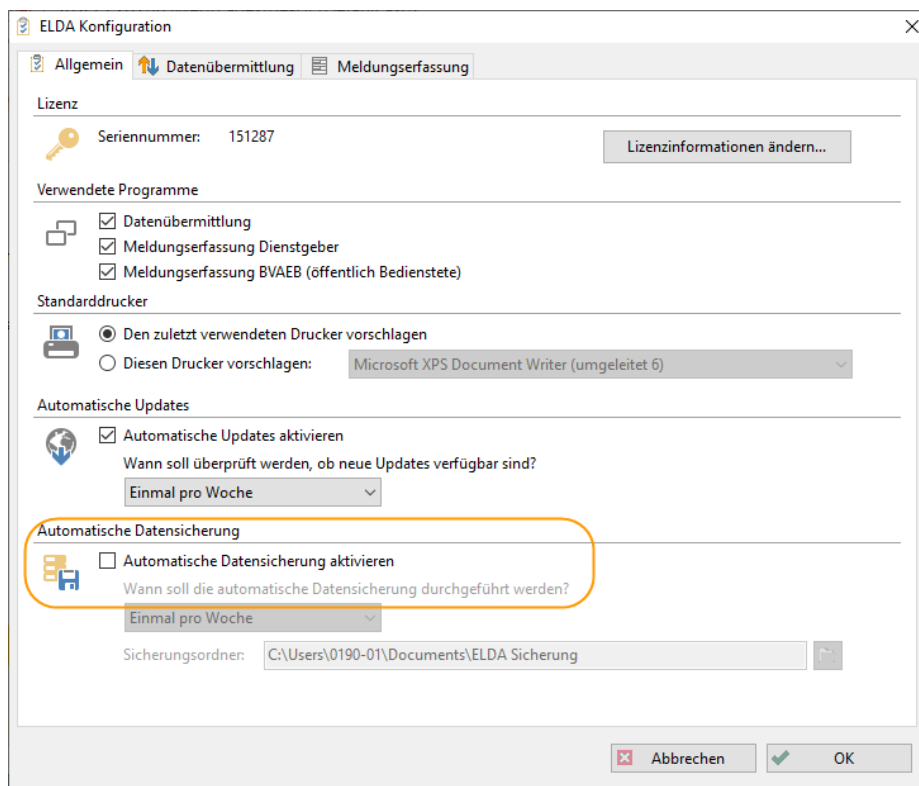 ELDA Konfiguration
Allgemein Datenübermittlung Meldungserfassung
Lizenz
Seriennummer: 151287 Lizenzinformationen ändern...
Verwendete Programme
Datenübermittlung
Meldungserfassung Dienstgeber
Meldungserfassung BVAEB (öffentlich Bedienstete)
Standarddrucker
Den zuletzt verwendeten Drucker vorschlagen
Diesen Drucker vorschlagen: Microsoft XPS Document Writer (umgeleitet 6)
Automatische Updates
Automatische Updates aktivieren
Wann soll überprüft werden, ob neue Updates verfügbar sind?
Einmal pro Woche
Automatische Datensicherung
Automatische Datensicherung aktivieren
Wann soll die automatische Datensicherung durchgeführt werden?
Einmal pro Woche
Sicherungsordner: C:\Users\0190-01\Documents\ELDA Sicherung
Abbrechen OK